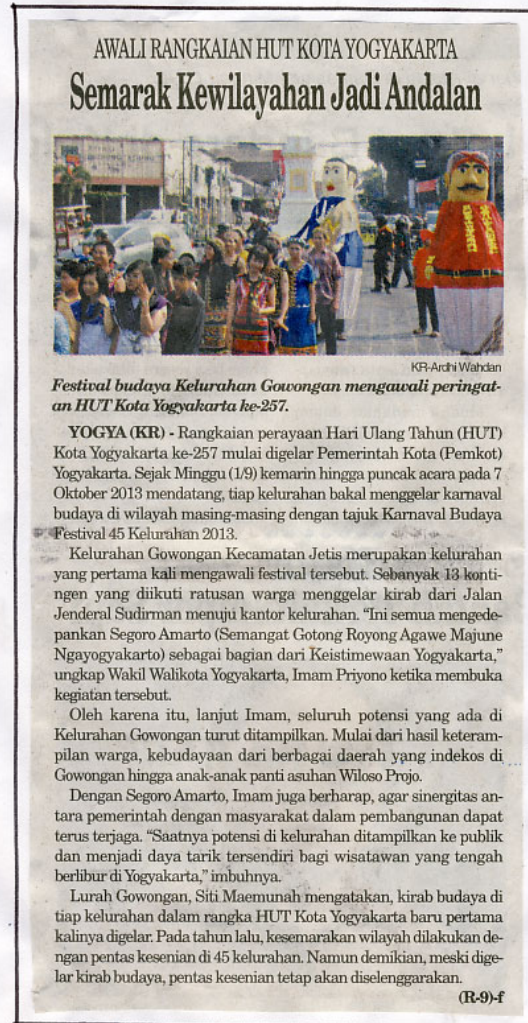 AWALI RANGKAIAN HUT KOTA YOGYAKARTA
Semarak Kewilayahan Jadi Andalan
KR-Ardhi Wahdan
Festival budaya Kelurahan Gowongan mengawali peringat-
an HUT Kota Yogyakarta ke-257.
YOGYA (KR) - Rangkaian perayaan Hari Ulang Tahun (HUT)
Kota Yogyakarta ke-257 mulai digelar Pemerintah Kota (Pemkot)
Yogyakarta. Sejak Minggu (1/9) kemarin hingga puncak acara pada 7
Oktober 2013 mendatang, tiap kelurahan bakal menggelar karnaval
budaya di wilayah masing-masing dengan tajuk Karnaval Budaya
Festival 45 Kelurahan 2013.
Kelurahan Gowongan Kecamatan Jetis merupakan kelurahan
yang pertama kali mengawali festival tersebut. Sebanyak 13 konti-
ngen yang diikuti ratusan warga menggelar kirab dari Jalan
Jenderal Sudirman menuju kantor kelurahan. “Ini semua mengede-
pankan Segoro Amarto (Semangat Gotong Royong Agawe Majune
Ngayogyakarto) sebagai bagian dari Keistimewaan Yogyakarta,”
ungkap Wakil Walikota Yogyakarta, Imam Priyono ketika membuka
kegiatan tersebut.
Oleh karena itu, lanjut Imam, seluruh potensi yang ada di
Kelurahan Gowongan turut ditampilkan. Mulai dari hasil keteram-
pilan warga, kebudayaan dari berbagai daerah yang indekos di
Gowongan hingga anak-anak panti asuhan Wiloso Projo.
Dengan Segoro Amarto, Imam juga berharap, agar sinergitas an-
tara pemerintah dengan masyarakat dalam pembangunan dapat
terus terjaga. “Saatnya potensi di kelurahan ditampilkan ke publik
dan menjadi daya tarik tersendiri bagi wisatawan yang tengah
berlibur di Yogyakarta,” imbuhnya.
Lurah Gowongan, Siti Maemunah mengatakan, kirab budaya di
tiap kelurahan dalam rangka HUT Kota Yogyakarta baru pertama
kalinya digelar. Pada tahun lalu, kesemarakan wilayah dilakukan de-
ngan pentas kesenian di 45 kelurahan. Namun demikian, meski dige-
lar kirab budaya, pentas kesenian tetap akan diselenggarakan.
(R-9)-f